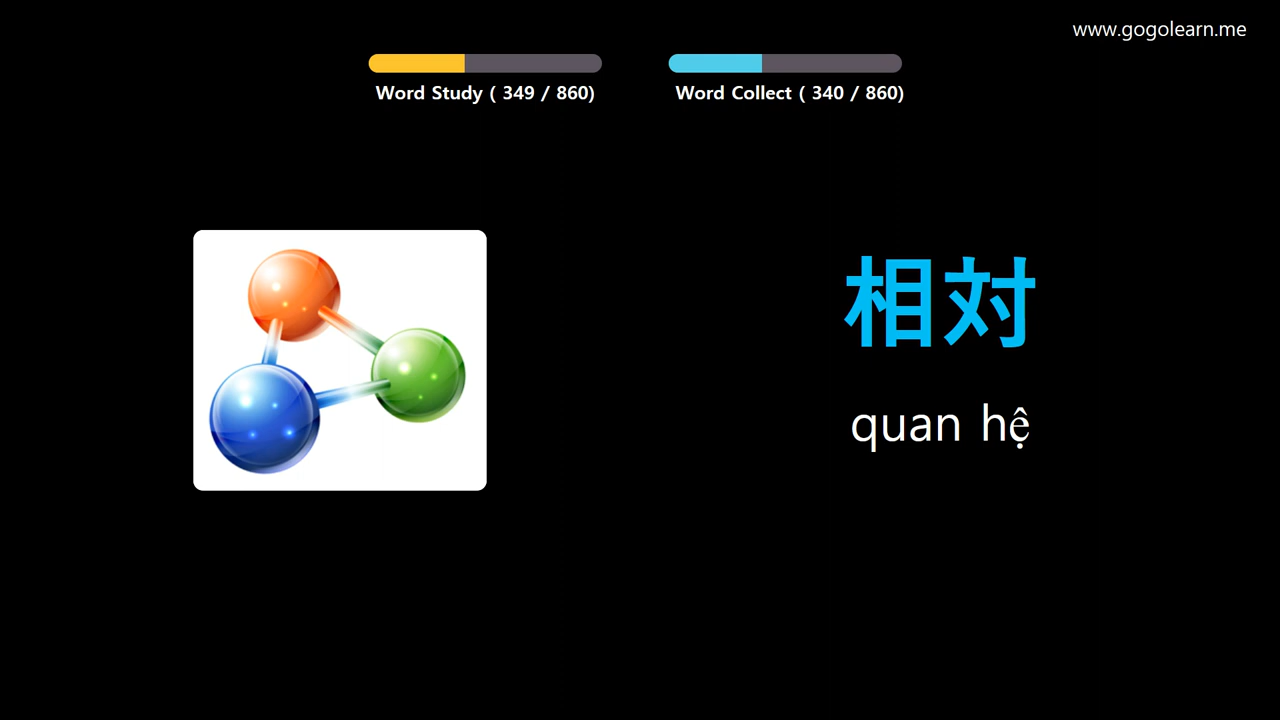 www.gogolearn.me
Word Study ( 349 / 860)
Word Collect ( 340 / 860)
相対
quan hệ